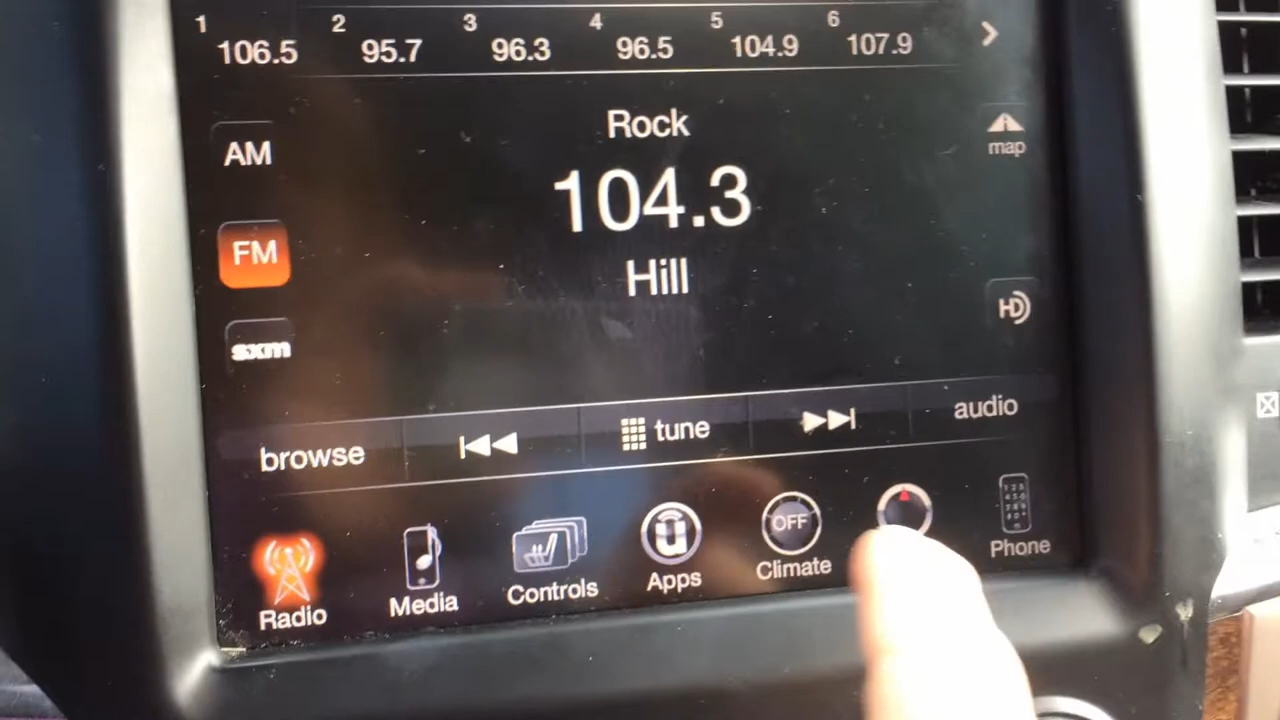 1 2 3 4 5 6
106.5 95.7 96.3 96.5 104.9 107.9
Rock
AM
map
104.3
FM
Hill
HD
sxm
browse tune audio
OFF
Radio Media Controls Apps Climate Phone